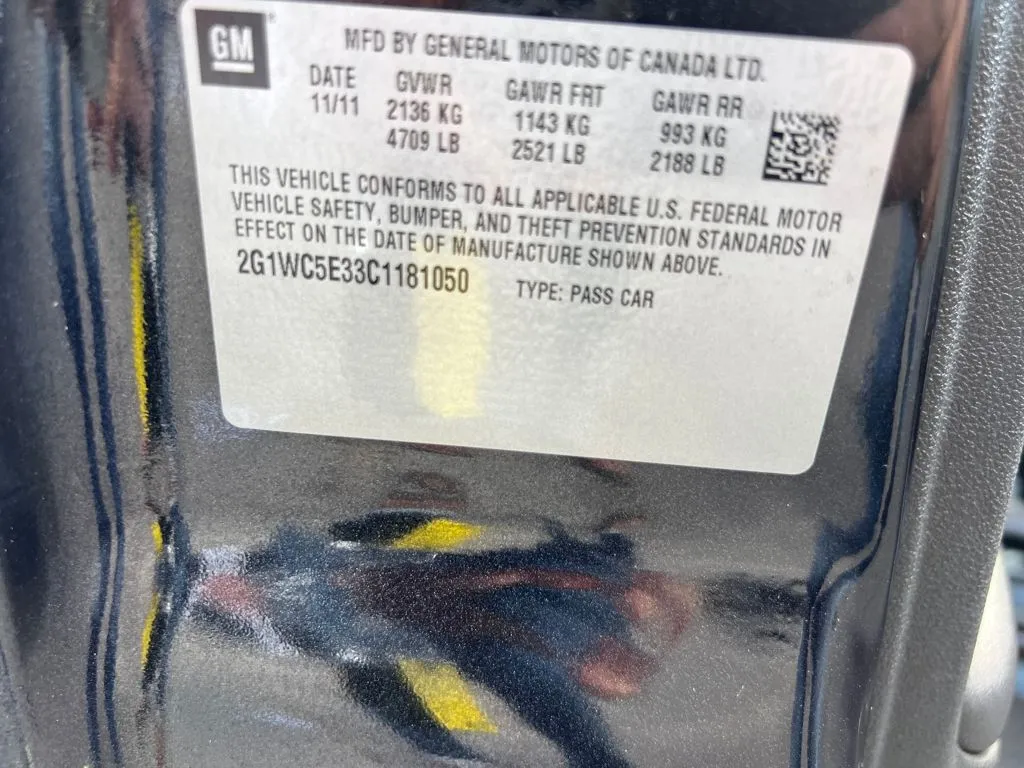 GM
MFD BY GENERAL MOTORS OF CANADA LTD.
DATE GVWR GAWR FRT GAWR RR
11/11 2136 KG 1143 KG 993 KG
4709 LB 2521 LB 2188 LB
THIS VEHICLE CONFORMS TO ALL APPLICABLE U.S. FEDERAL MOTOR
VEHICLE SAFETY, BUMPER, AND THEFT PREVENTION STANDARDS IN
EFFECT ON THE DATE OF MANUFACTURE SHOWN ABOVE.
2G1WC5E33C1181050 TYPE: PASS CAR